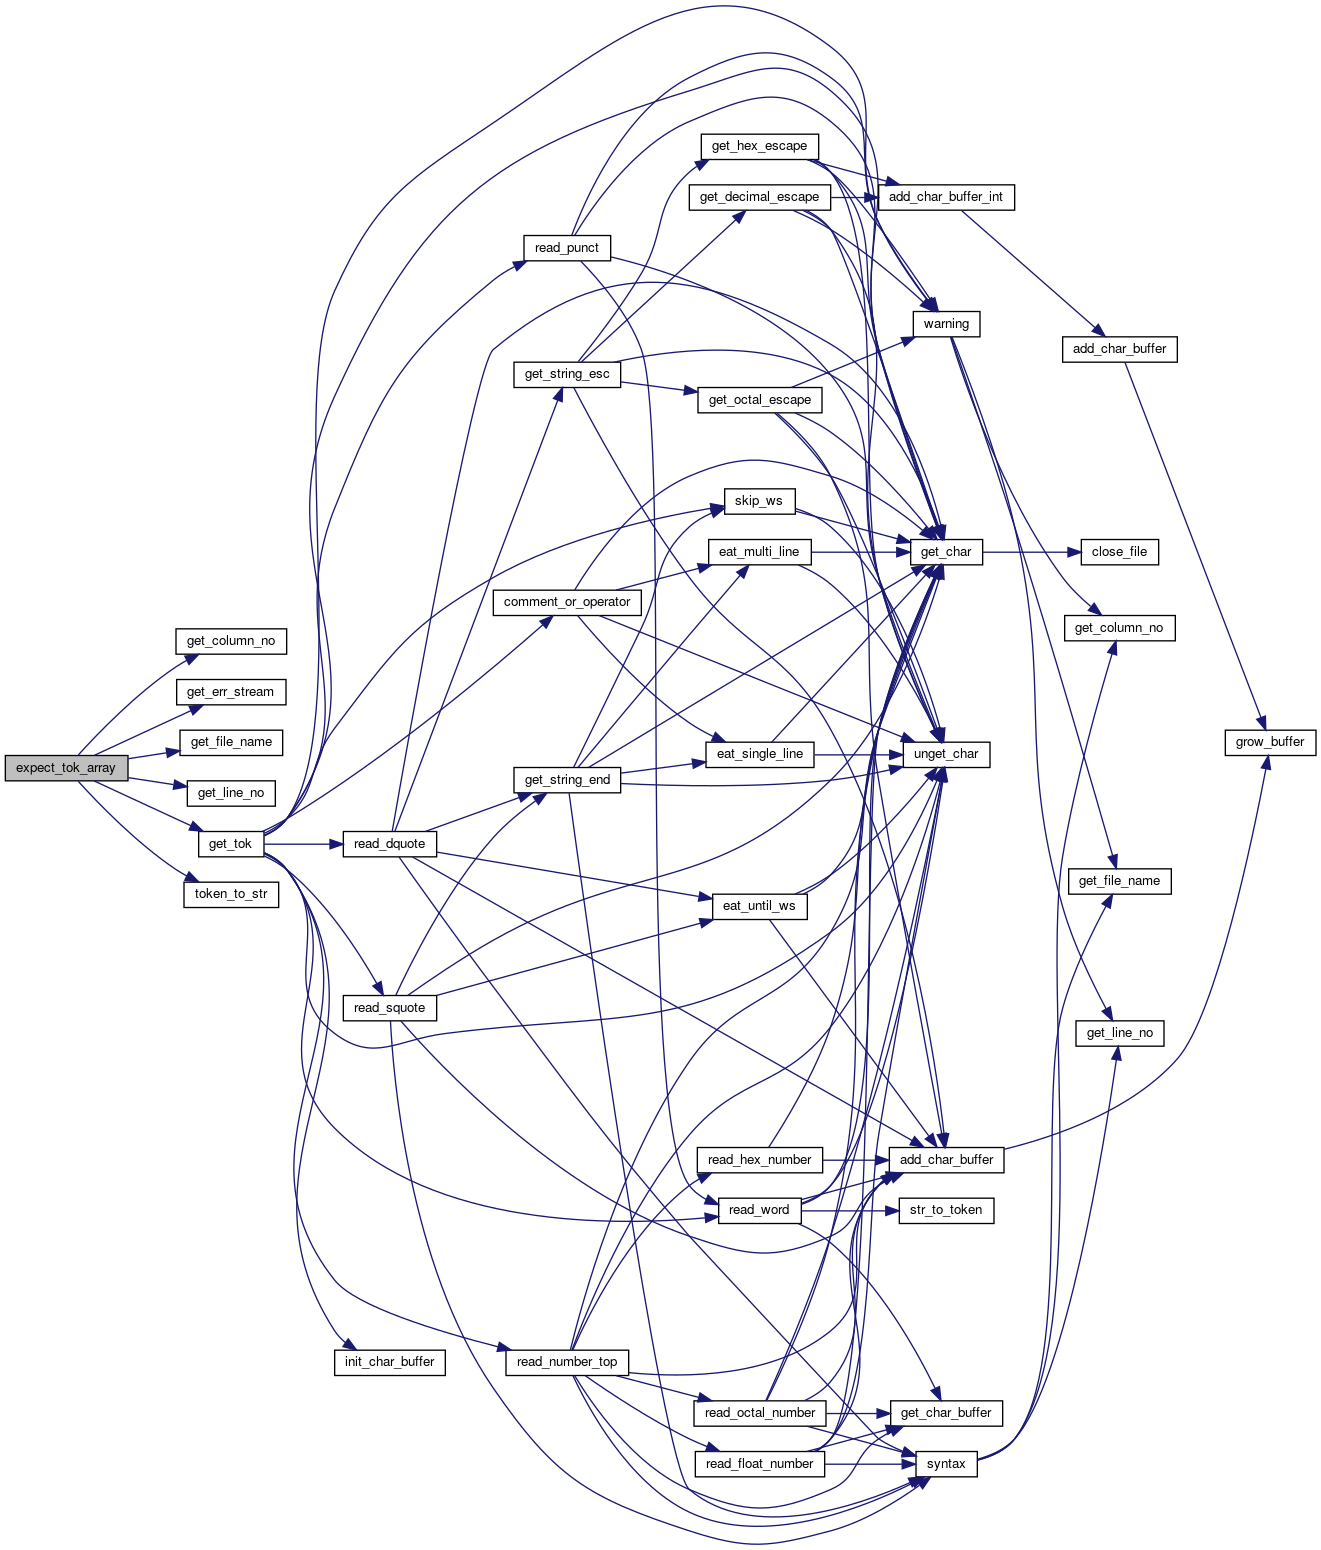 expect_tok_array
get_column_no
get_err_stream
get_file_name
get_line_no
get_tok
token_to_str
read_dquote
read_squote
init_char_buffer
read_punct
get_string_esc
comment_or_operator
get_string_end
read_number_top
get_hex_escape
get_decimal_escape
get_octal_escape
skip_ws
eat_multi_line
eat_single_line
eat_until_ws
read_hex_number
read_word
read_octal_number
read_float_number
add_char_buffer_int
warning
get_char
unget_char
add_char_buffer
str_to_token
get_char_buffer
syntax
add_char_buffer
close_file
get_column_no
get_file_name
get_line_no
grow_buffer